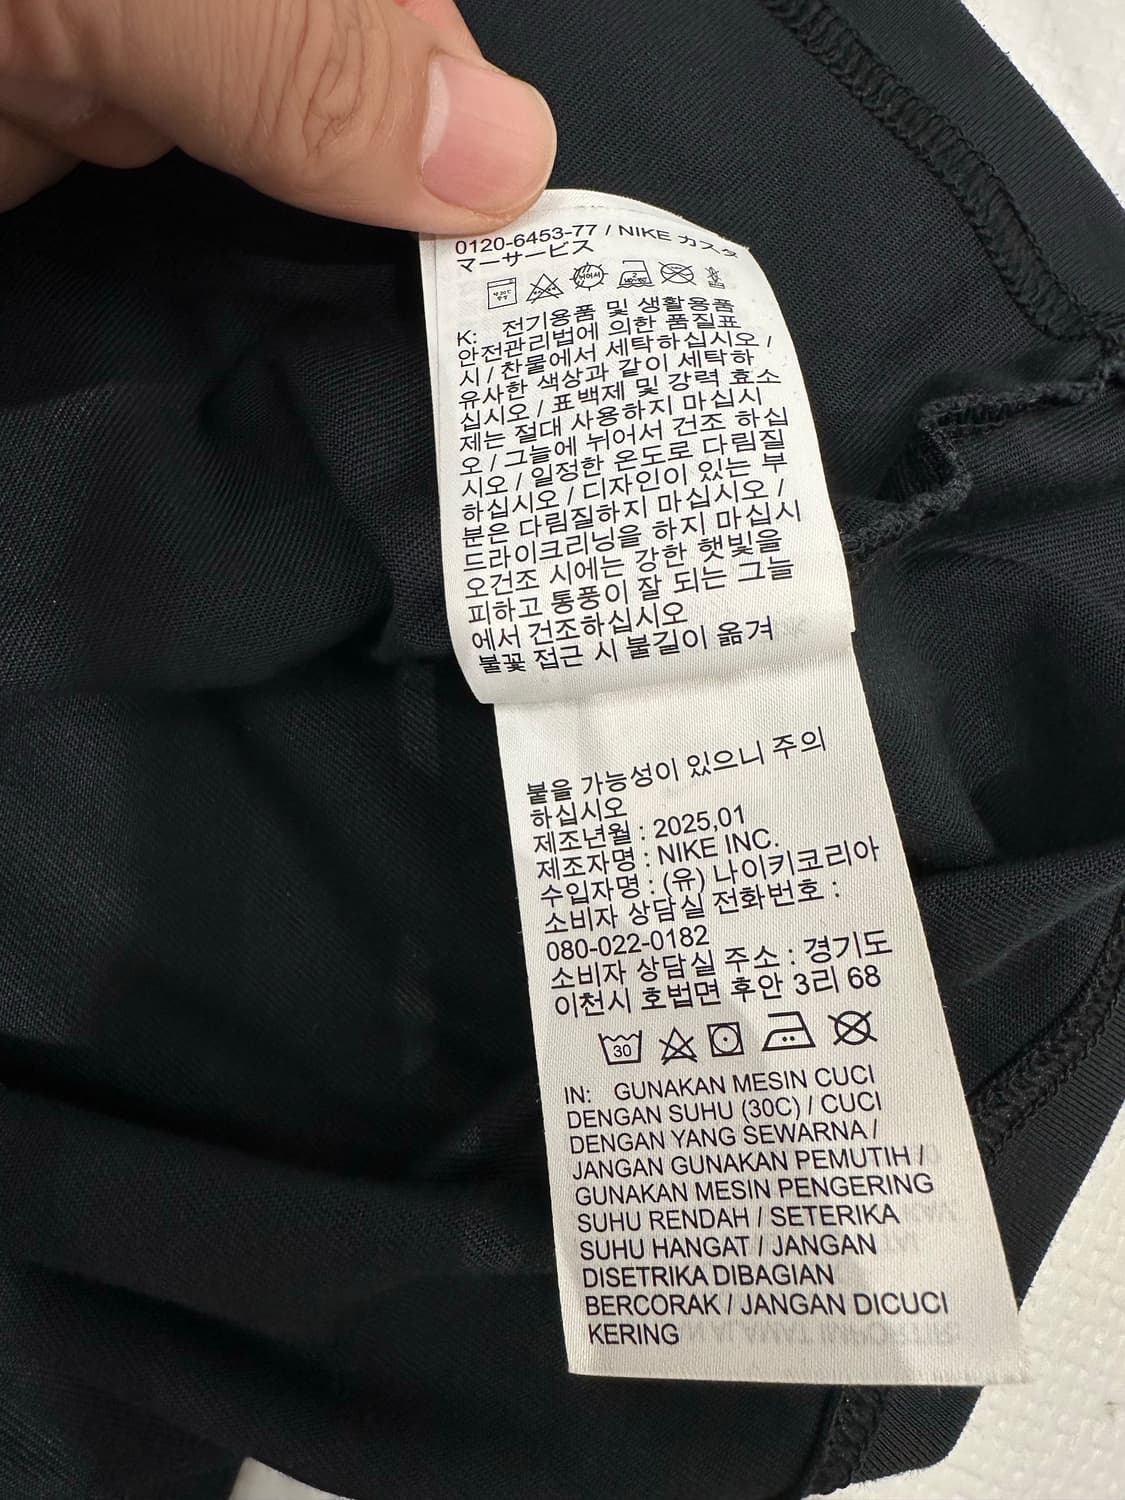 0120-6453-77 / NIKE カスタ
マーサービス
K: 전기용품 및 생활용품
안전관리법에 의한 품질표
시 / 찬물에서 세탁하십시오 /
유사한 색상과 같이 세탁하
십시오 / 표백제 및 강력 효소
제는 절대 사용하지 마십시
오 / 그늘에 뉘어서 건조 하십
시오 / 일정한 온도로 다림질
하십시오 / 디자인이 있는 부
분은 다림질하지 마십시오 /
드라이크리닝을 하지 마십시
오건조 시에는 강한 햇빛을
피하고 통풍이 잘 되는 그늘
에서 건조하십시오
불꽃 접근 시 불길이 옮겨
붙을 가능성이 있으니 주의
하십시오
제조년월 : 2025,01
제조자명 : NIKE INC.
수입자명 : (유) 나이키코리아
소비자 상담실 전화번호 :
080-022-0182
소비자 상담실 주소 : 경기도
이천시 호법면 후안 3리 68
30
IN: GUNAKAN MESIN CUCI
DENGAN SUHU (30C) / CUCI
DENGAN YANG SEWARNA /
JANGAN GUNAKAN PEMUTIH /
GUNAKAN MESIN PENGERING
SUHU RENDAH / SETERIKA
SUHU HANGAT / JANGAN
DISETRIKA DIBAGIAN
BERCORAK / JANGAN DICUCI
KERING